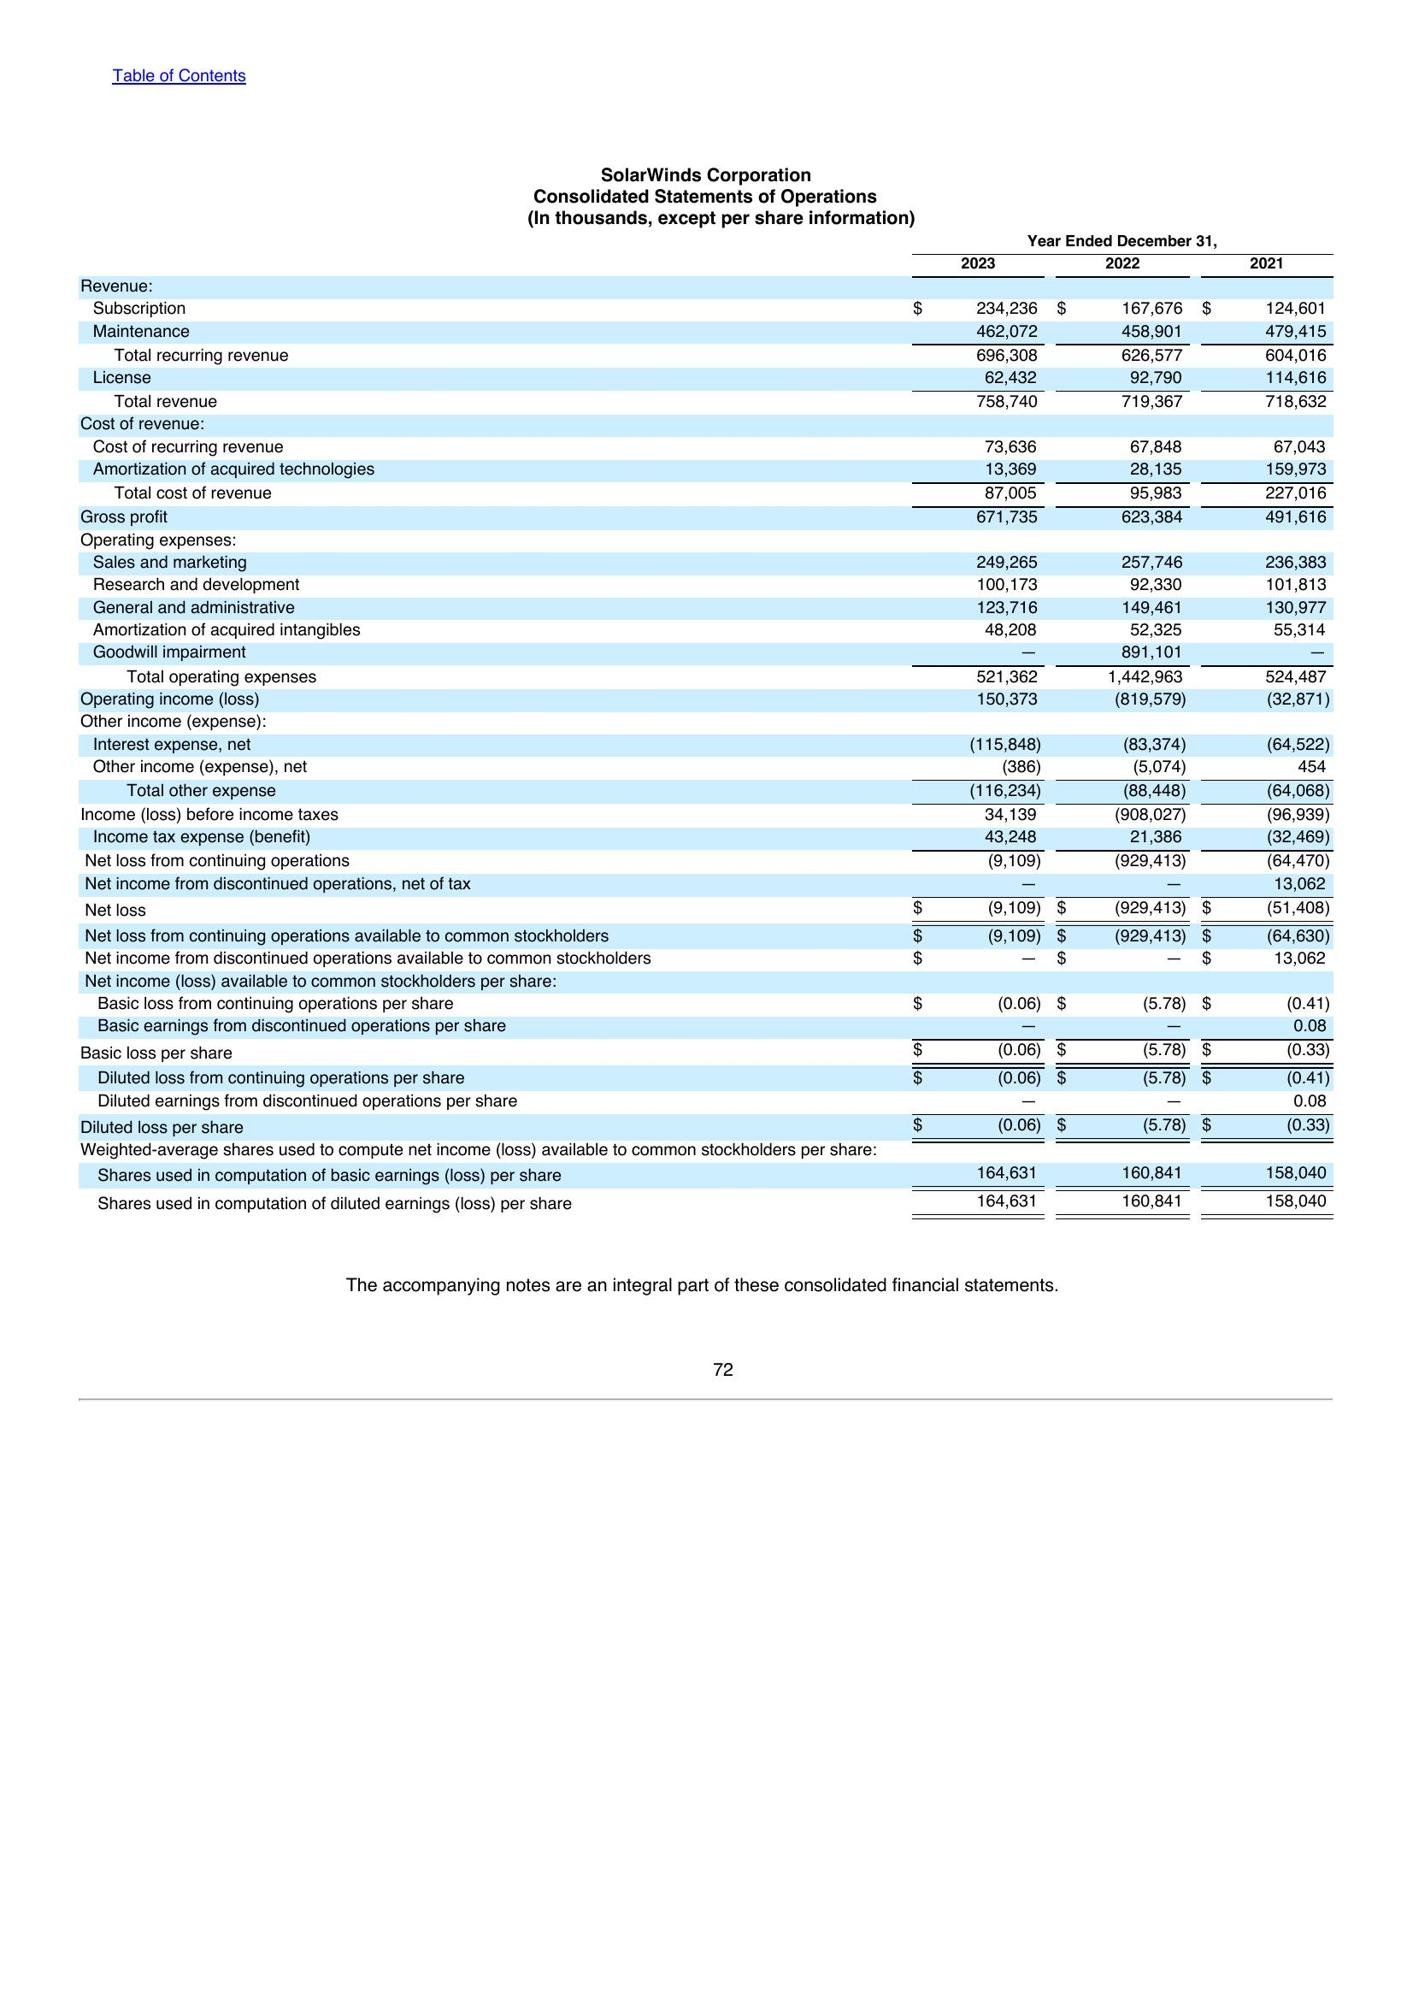 Table of Contents
SolarWinds Corporation
Consolidated Statements of Operations
(In thousands, except per share information)
Year Ended December 31,
2023 2022 2021
Revenue:
Subscription $ 234,236 $ 167,676 $ 124,601
Maintenance 462,072 458,901 479,415
Total recurring revenue 696,308 626,577 604,016
License 62,432 92,790 114,616
Total revenue 758,740 719,367 718,632
Cost of revenue:
Cost of recurring revenue 73,636 67,848 67,043
Amortization of acquired technologies 13,369 28,135 159,973
Total cost of revenue 87,005 95,983 227,016
Gross profit 671,735 623,384 491,616
Operating expenses:
Sales and marketing 249,265 257,746 236,383
Research and development 100,173 92,330 101,813
General and administrative 123,716 149,461 130,977
Amortization of acquired intangibles 48,208 52,325 55,314
Goodwill impairment — 891,101 —
Total operating expenses 521,362 1,442,963 524,487
Operating income (loss) 150,373 (819,579) (32,871)
Other income (expense):
Interest expense, net (115,848) (83,374) (64,522)
Other income (expense), net (386) (5,074) 454
Total other expense (116,234) (88,448) (64,068)
Income (loss) before income taxes 34,139 (908,027) (96,939)
Income tax expense (benefit) 43,248 21,386 (32,469)
Net loss from continuing operations (9,109) (929,413) (64,470)
Net income from discontinued operations, net of tax — — 13,062
Net loss $ (9,109) $ (929,413) $ (51,408)
Net loss from continuing operations available to common stockholders $ (9,109) $ (929,413) $ (64,630)
Net income from discontinued operations available to common stockholders $ — $ — $ 13,062
Net income (loss) available to common stockholders per share:
Basic loss from continuing operations per share $ (0.06) $ (5.78) $ (0.41)
Basic earnings from discontinued operations per share — — 0.08
Basic loss per share $ (0.06) $ (5.78) $ (0.33)
Diluted loss from continuing operations per share $ (0.06) $ (5.78) $ (0.41)
Diluted earnings from discontinued operations per share — — 0.08
Diluted loss per share $ (0.06) $ (5.78) $ (0.33)
Weighted-average shares used to compute net income (loss) available to common stockholders per share:
Shares used in computation of basic earnings (loss) per share 164,631 160,841 158,040
Shares used in computation of diluted earnings (loss) per share 164,631 160,841 158,040
The accompanying notes are an integral part of these consolidated financial statements.
72